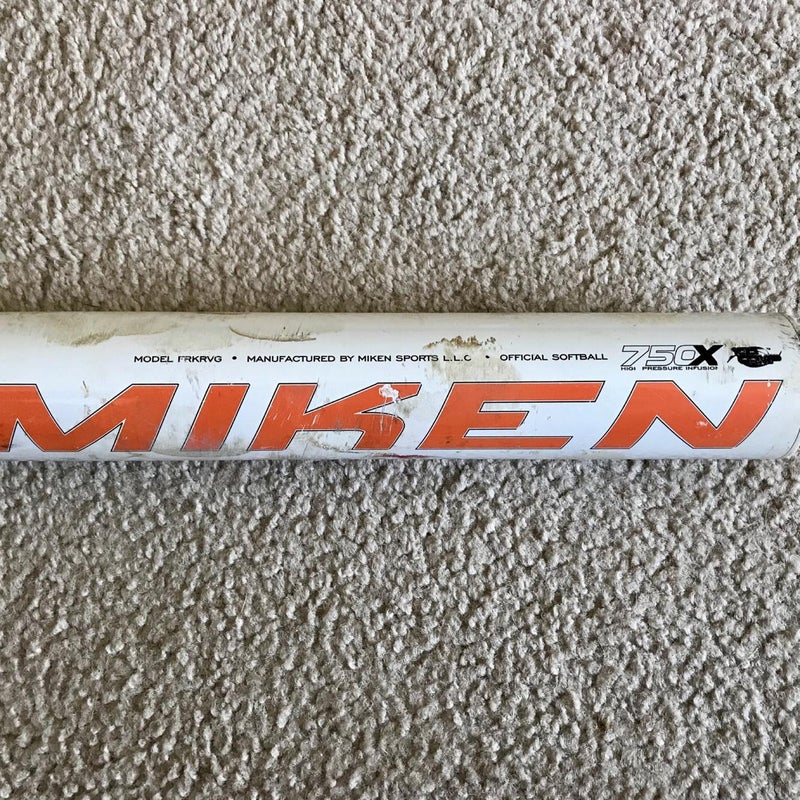 MODEL FRKRVG • MANUFACTURED BY MIKEN SPORTS L.L.C • OFFICIAL SOFTBALL 750X
HIGH PRESSURE INFUSION
MIKEN